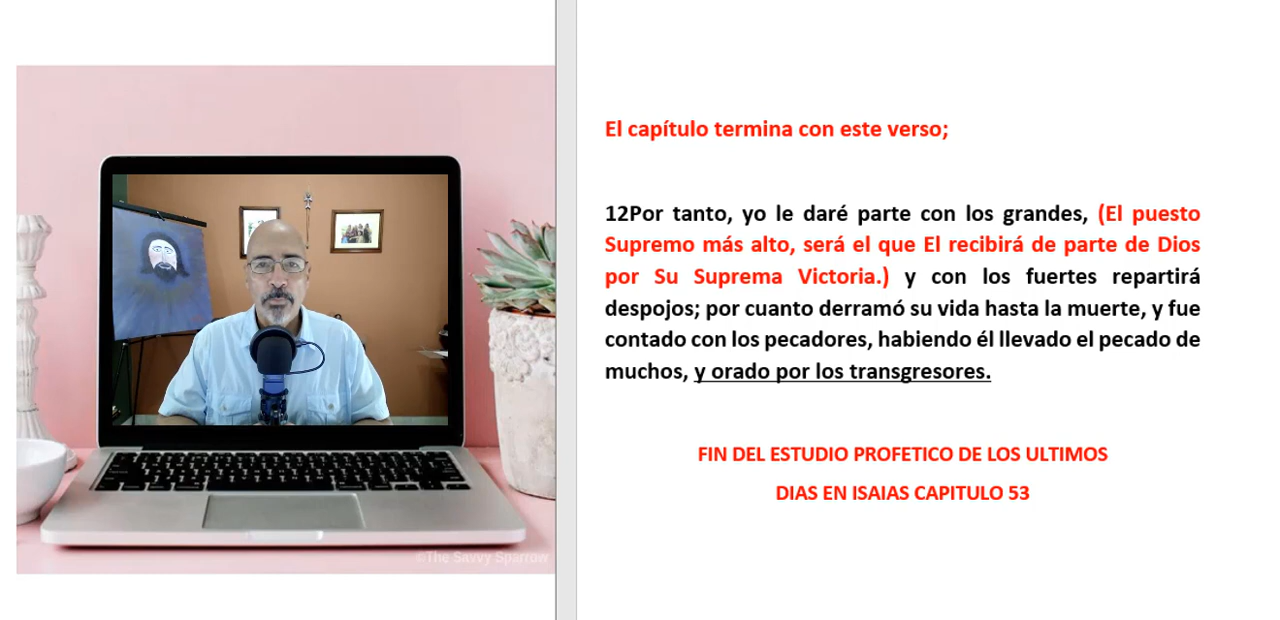 El capítulo termina con este verso;
12Por tanto, yo le daré parte con los grandes, (El puesto
Supremo más alto, será el que El recibirá de parte de Dios
por Su Suprema Victoria.) y con los fuertes repartirá
despojos; por cuanto derramó su vida hasta la muerte, y fue
contado con los pecadores, habiendo él llevado el pecado de
muchos, y orado por los transgresores.
FIN DEL ESTUDIO PROFETICO DE LOS ULTIMOS
DIAS EN ISAIAS CAPITULO 53
©The Savvy Sparrow